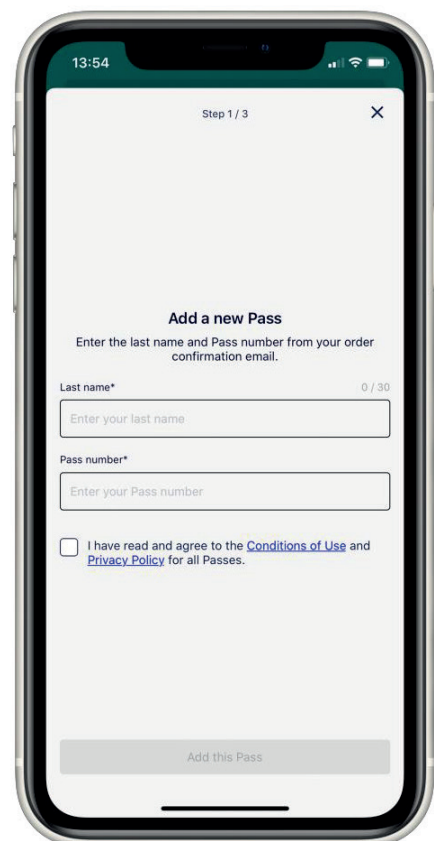 13:54
Step 1 / 3
Add a new Pass
Enter the last name and Pass number from your order
confirmation email.
Last name*
0 / 30
Enter your last name
Pass number*
Enter your Pass number
I have read and agree to the Conditions of Use and
Privacy Policy for all Passes.
Add this Pass